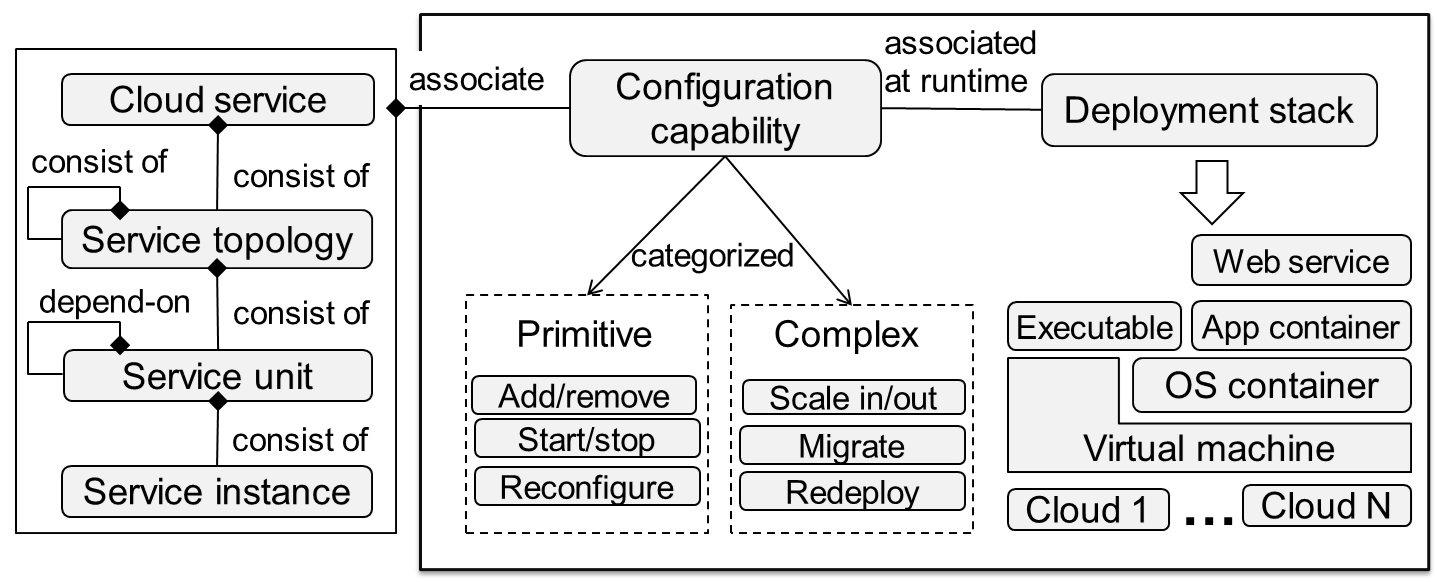 Cloud service
consist of
consist of
Service topology
depend-on
consist of
Service unit
consist of
Service instance
associate
Configuration
capability
associated
at runtime
Deployment stack
categorized
Primitive
Add/remove
Start/stop
Reconfigure
Complex
Scale in/out
Migrate
Redeploy
Web service
Executable
App container
OS container
Virtual machine
Cloud 1
...
Cloud N